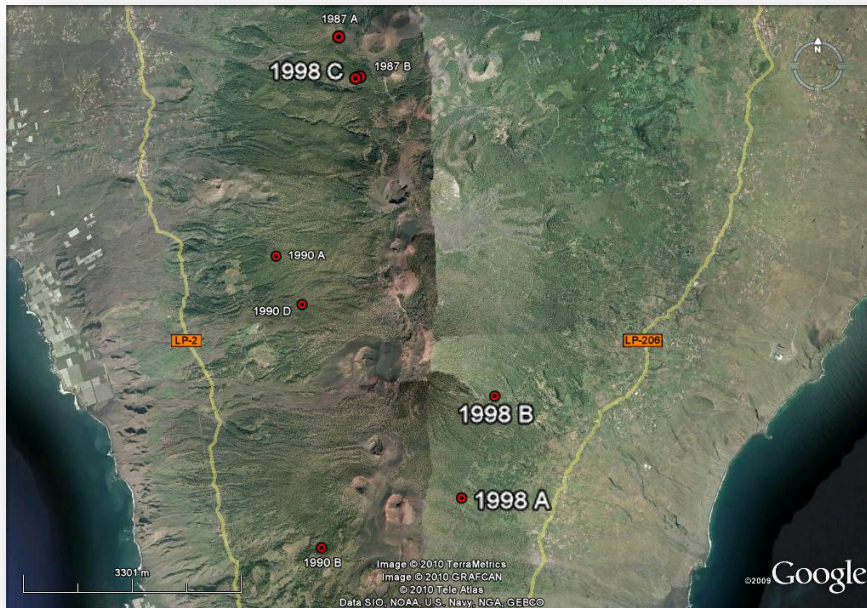 1987 A
N
1998 C
1987 B
1990 A
1990 D
LP-2
LP-206
1998 B
1998 A
1990 B
3301 m
Image © 2010 TerraMetrics
Image © 2010 GRAFCAN
© 2010 Tele Atlas
Data SIO, NOAA, U.S. Navy, NGA, GEBCO
©2009 Google